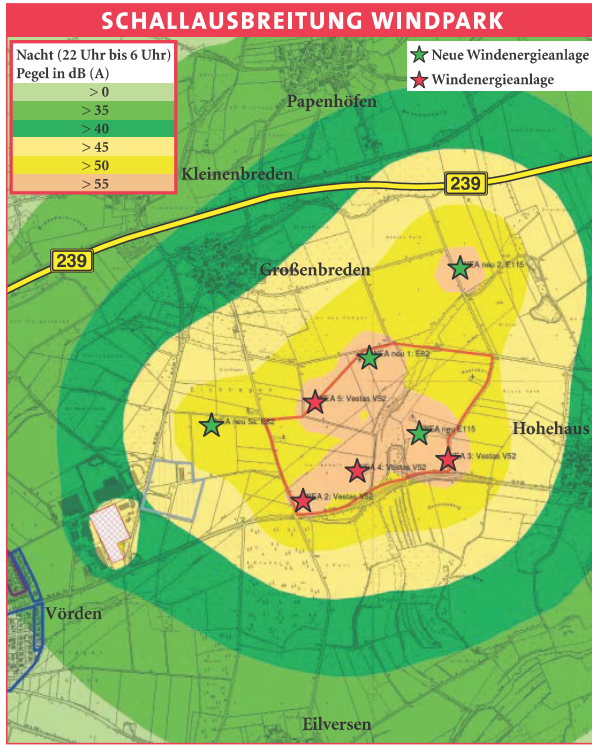 SCHALLAUSBREITUNG WINDPARK
Nacht (22 Uhr bis 6 Uhr)
Pegel in dB (A)
> 0
> 35
> 40
> 45
> 50
> 55
Neue Windenergieanlage
Windenergieanlage
Papenhöfen
Kleinenbreden
239
239
Großenbreden
WEA neu 2: E115
WEA neu 1: E82
WEA 5: Vestas V52
WEA neu 5a: E82
WEA neu E115
Hohehaus
WEA 3: Vestas V52
WEA 4: Vestas V52
WEA 2: Vestas V52
Vörden
Eilversen